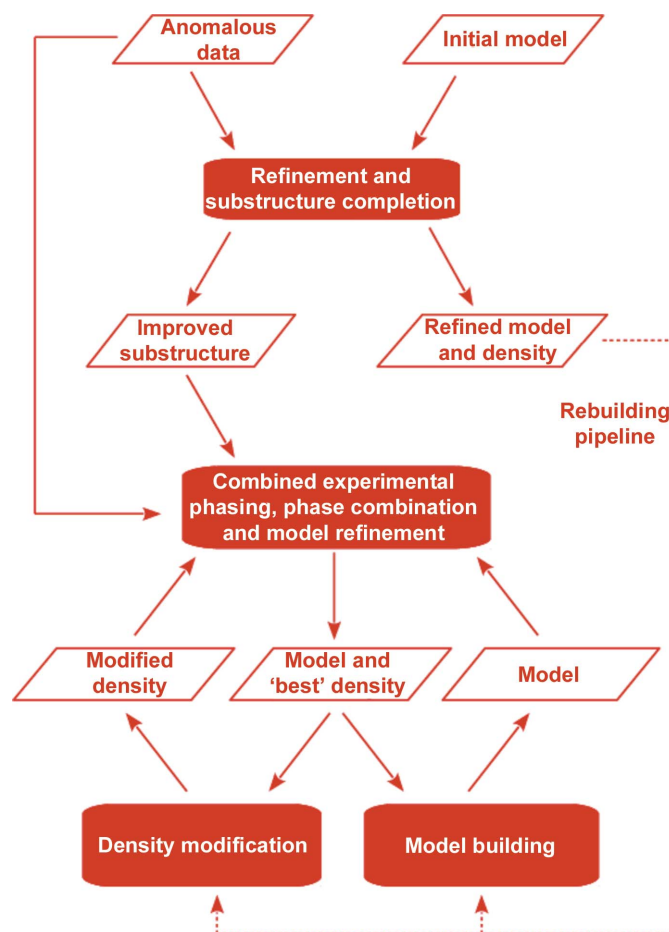 Anomalous
data
Initial model
Refinement and
substructure completion
Improved
substructure
Refined model
and density
Rebuilding
pipeline
Combined experimental
phasing, phase combination
and model refinement
Modified
density
Model and
‘best’ density
Model
Density modification
Model building